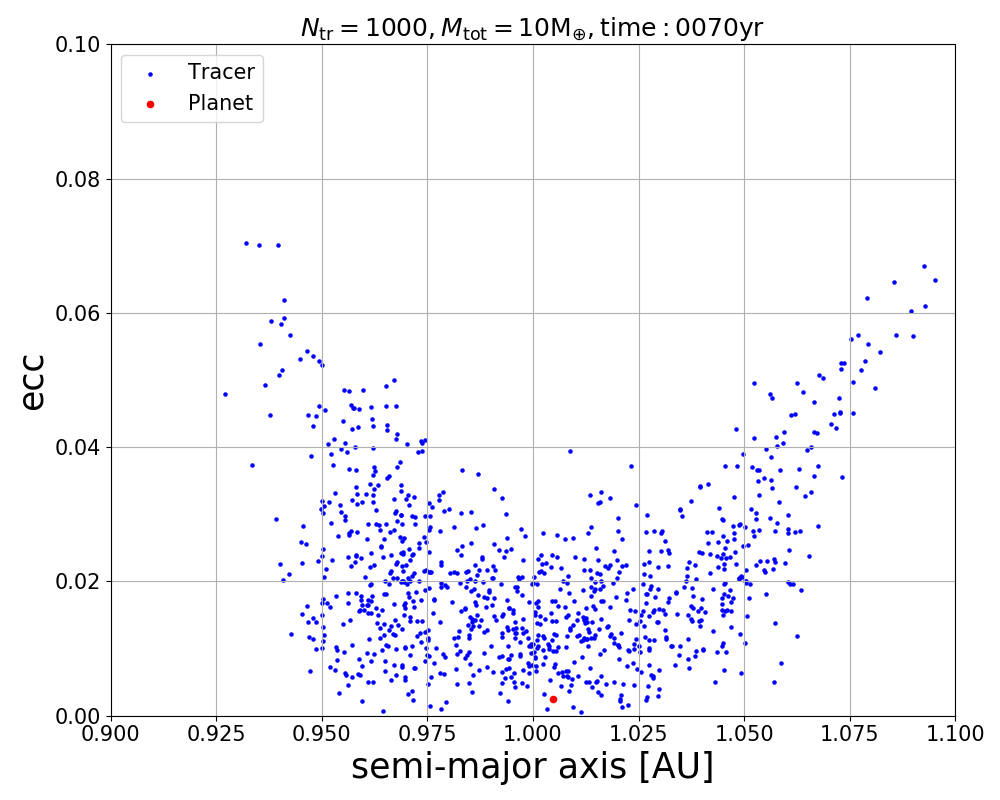 N_tr = 1000, M_tot = 10M_⊕, time : 0070yr
Tracer
Planet
ecc
0.10
0.08
0.06
0.04
0.02
0.00
0.900 0.925 0.950 0.975 1.000 1.025 1.050 1.075 1.100
semi-major axis [AU]